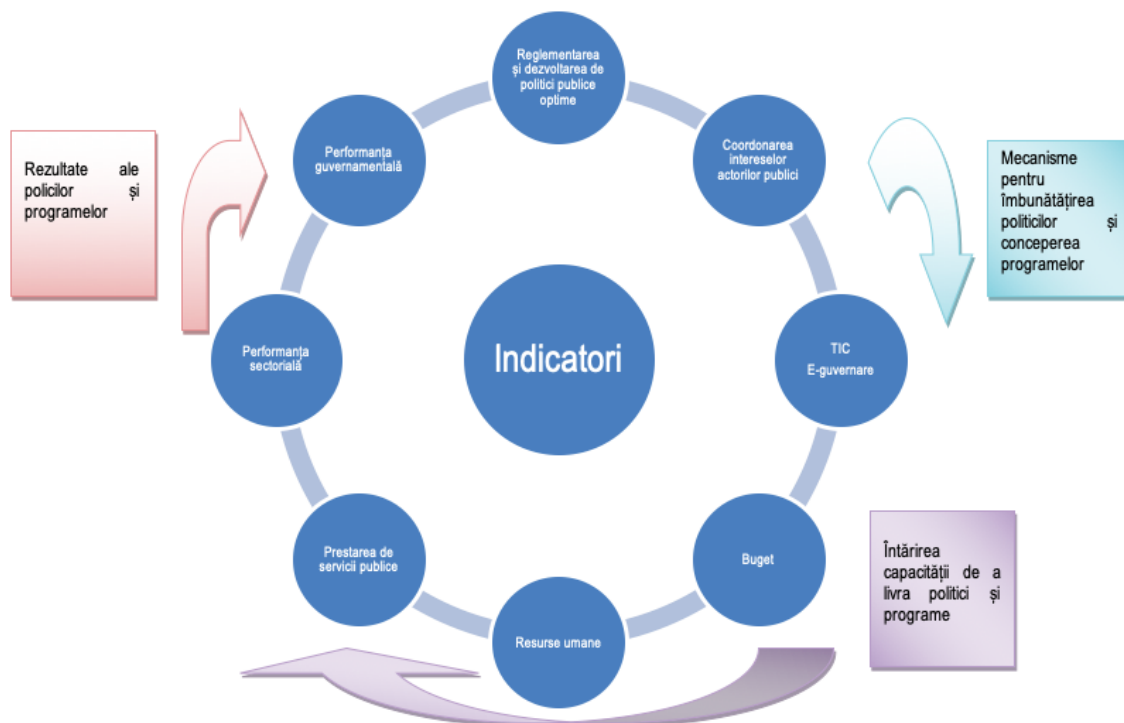 Reglementarea
și dezvoltarea de
politici publice
optime
Performanța
guvernamentală
Coordonarea
intereselor
actorilor publici
Rezultate ale
policilor și
programelor
Mecanisme
pentru
îmbunătățirea
politicilor și
conceperea
programelor
Performanța
sectorială
Indicatori
TIC
E-guvernare
Prestarea de
servicii publice
Buget
Întărirea
capacității de a
livra politici și
programe
Resurse umane